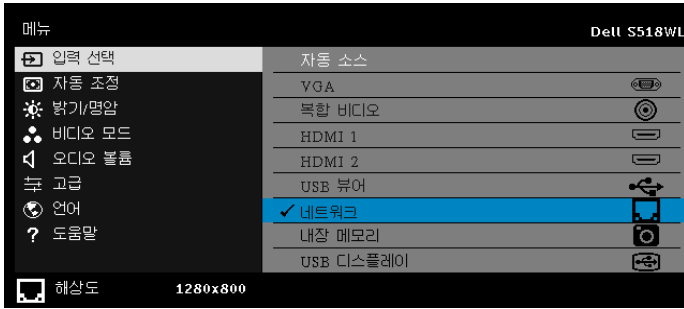 메뉴
Dell S518WL
입력 선택
자동 조정
밝기/명암
비디오 모드
오디오 볼륨
고급
언어
? 도움말
자동 소스
VGA
복합 비디오
HDMI 1
HDMI 2
USB 뷰어
네트워크
내장 메모리
USB 디스플레이
해상도 1280x800